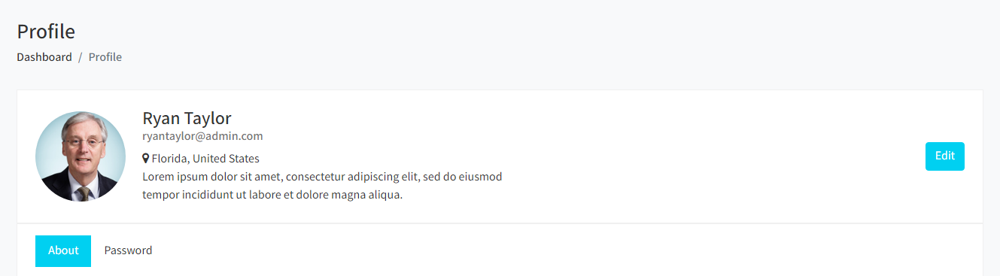 Profile
Dashboard / Profile
Ryan Taylor
ryantaylor@admin.com
Florida, United States
Lorem ipsum dolor sit amet, consectetur adipiscing elit, sed do eiusmod
tempor incididunt ut labore et dolore magna aliqua.
Edit
About
Password